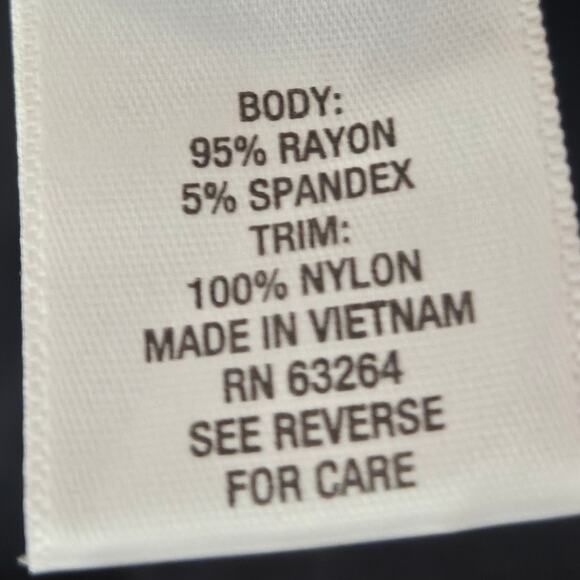 BODY:
95% RAYON
5% SPANDEX
TRIM:
100% NYLON
MADE IN VIETNAM
RN 63264
SEE REVERSE
FOR CARE